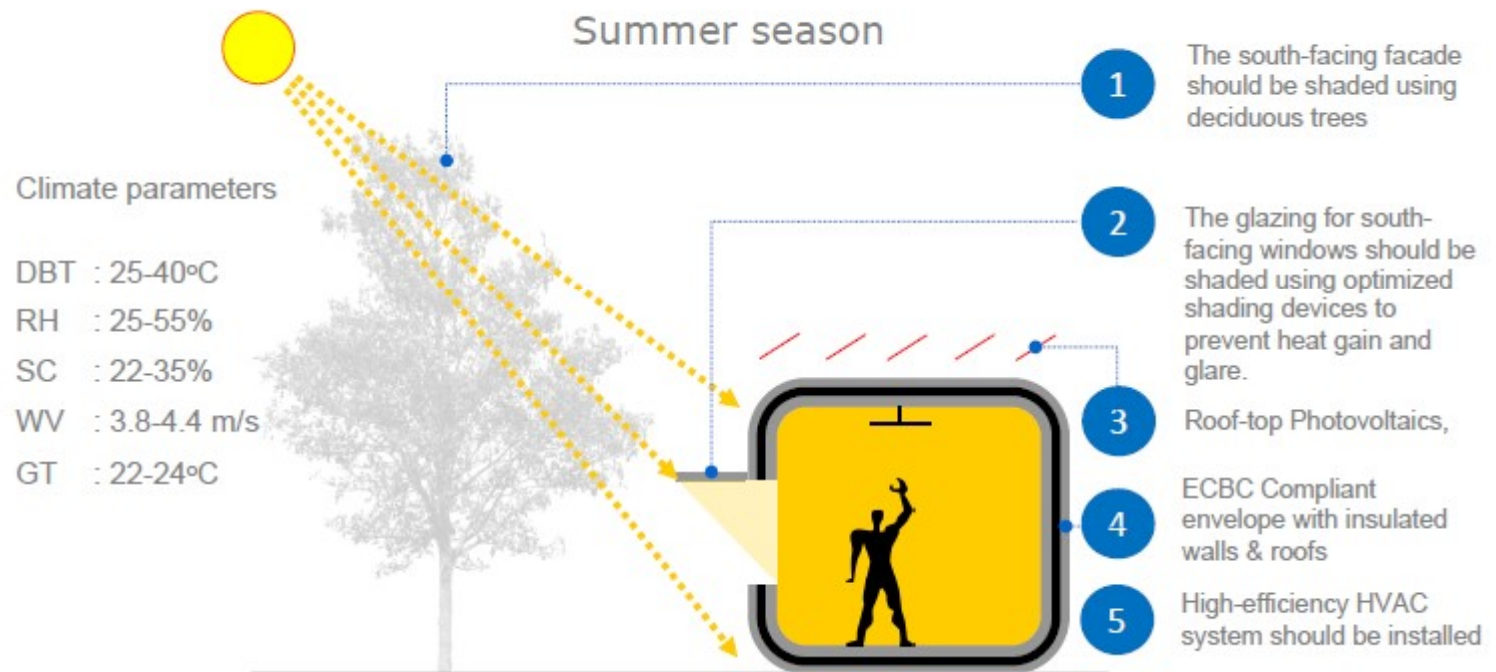 Summer season
Climate parameters
DBT : 25-40°C
RH : 25-55%
SC : 22-35%
WV : 3.8-4.4 m/s
GT : 22-24°C
1
The south-facing facade
should be shaded using
deciduous trees
2
The glazing for south-
facing windows should be
shaded using optimized
shading devices to
prevent heat gain and
glare.
3
Roof-top Photovoltaics,
4
ECBC Compliant
envelope with insulated
walls & roofs
5
High-efficiency HVAC
system should be installed